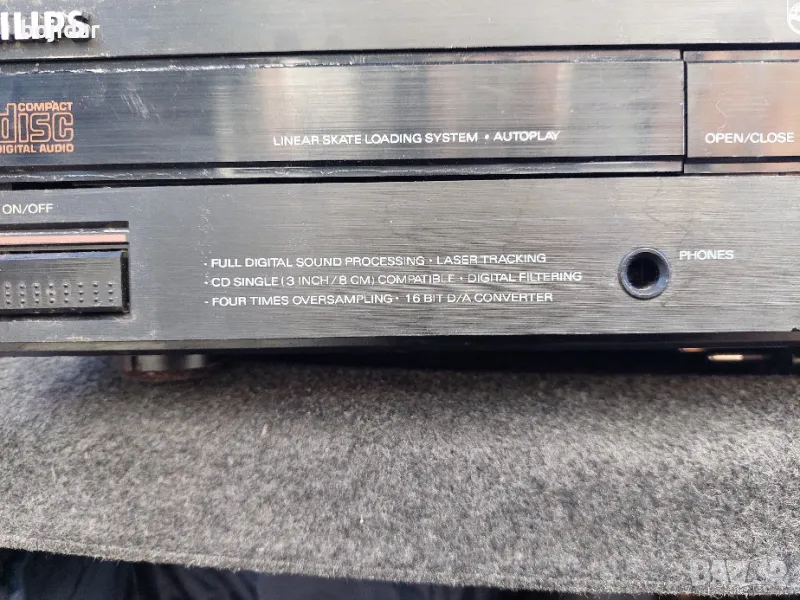 PHILIPS
COMPACT
disc
DIGITAL AUDIO
LINEAR SKATE LOADING SYSTEM • AUTOPLAY
OPEN/CLOSE
ON/OFF
• FULL DIGITAL SOUND PROCESSING • LASER TRACKING
• CD SINGLE (3 INCH / 8 CM) COMPATIBLE • DIGITAL FILTERING
• FOUR TIMES OVERSAMPLING • 16 BIT D/A CONVERTER
PHONES